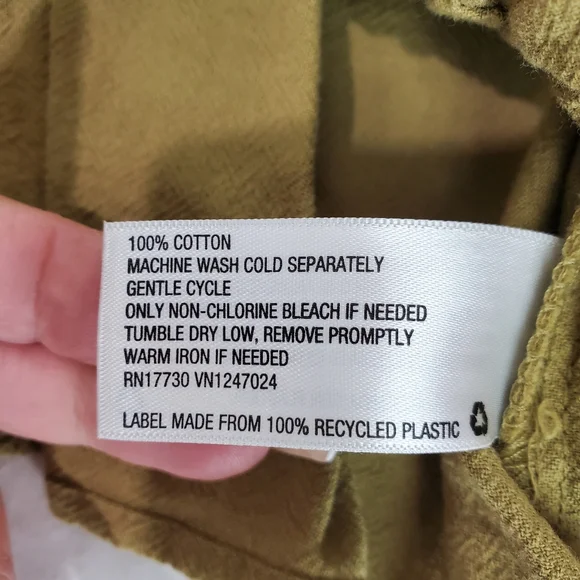 100% COTTON
MACHINE WASH COLD SEPARATELY
GENTLE CYCLE
ONLY NON-CHLORINE BLEACH IF NEEDED
TUMBLE DRY LOW, REMOVE PROMPTLY
WARM IRON IF NEEDED
RN17730 VN1247024
LABEL MADE FROM 100% RECYCLED PLASTIC